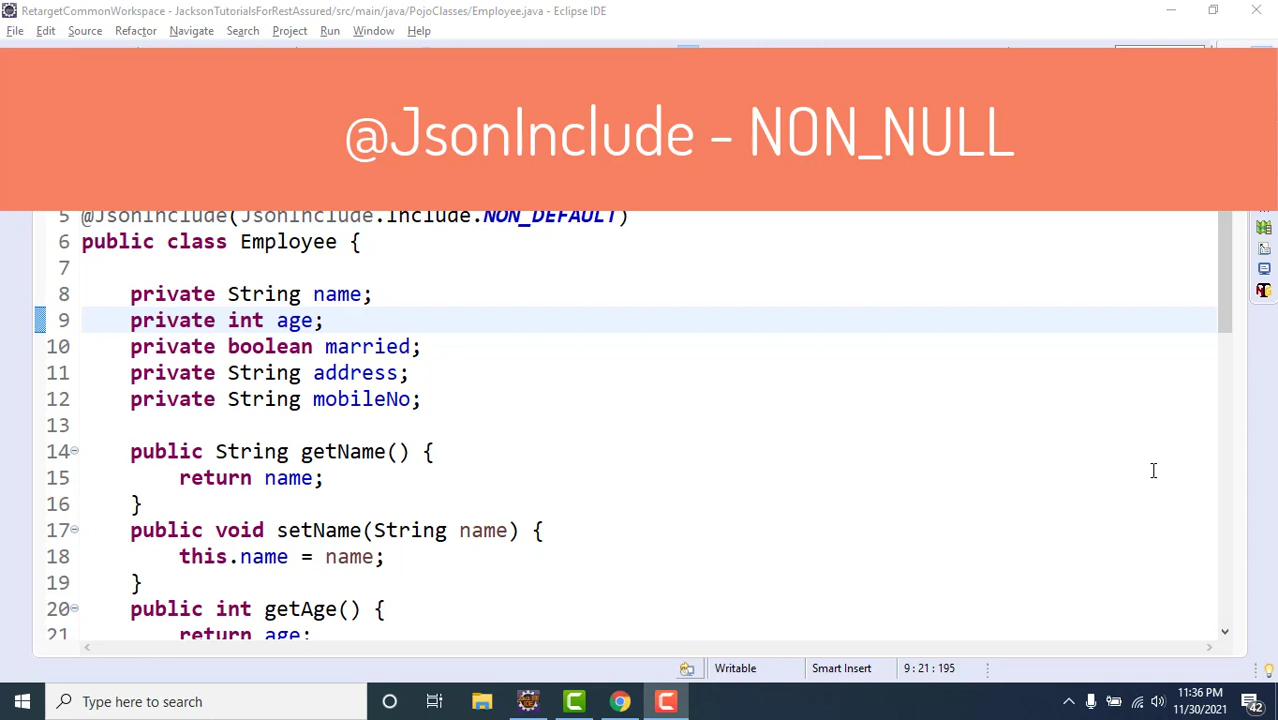 RetargetCommonWorkspace - JacksonTutorialsForRestAssured/src/main/java/PojoClasses/Employee.java - Eclipse IDE
File Edit Source Refactor Navigate Search Project Run Window Help
@JsonInclude - NON_NULL
5 @JsonInclude(JsonInclude.Include.NON_DEFAULT)
6 public class Employee {
7
8 private String name;
9 private int age;
10 private boolean married;
11 private String address;
12 private String mobileNo;
13
14 public String getName() {
15 return name;
16 }
17 public void setName(String name) {
18 this.name = name;
19 }
20 public int getAge() {
21 return age;
Writable Smart Insert 9 : 21 : 195
Type here to search
11:36 PM
11/30/2021
42